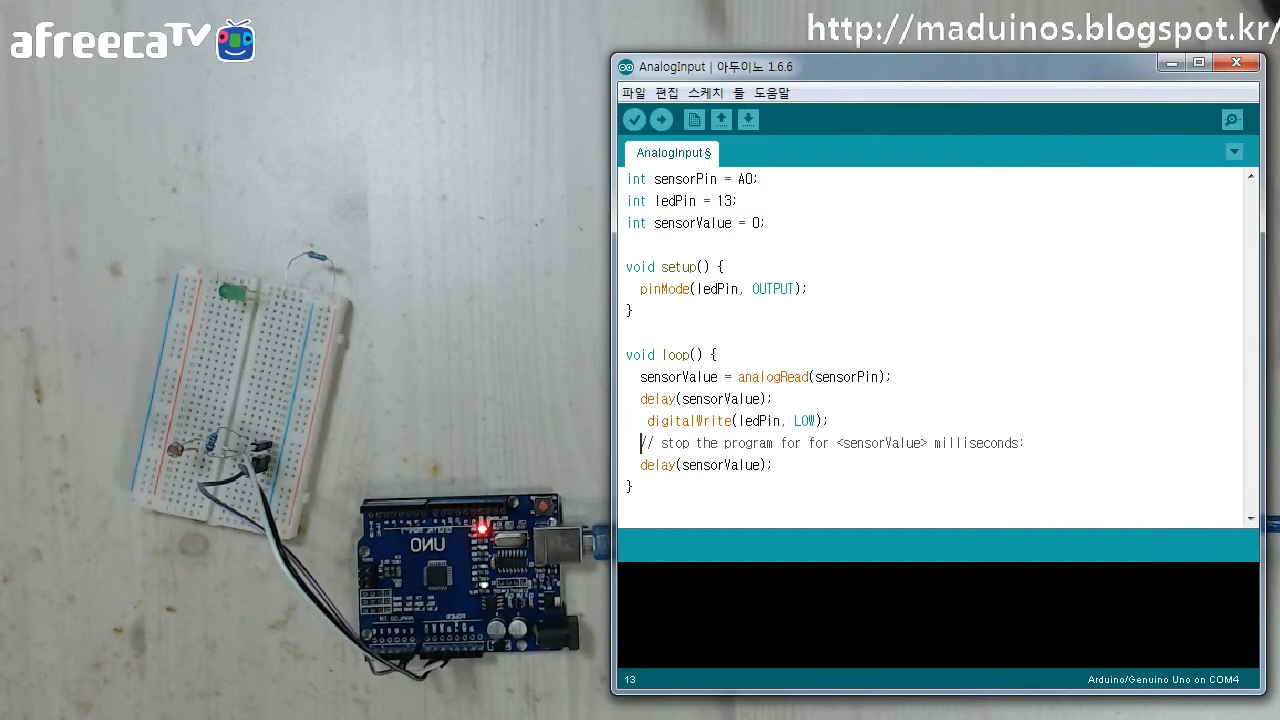 afreecaTV
http://maduinos.blogspot.kr/
AnalogInput | 아두이노 1.6.6
파일 편집 스케치 툴 도움말
AnalogInput§
int sensorPin = A0;
int ledPin = 13;
int sensorValue = 0;
void setup() {
pinMode(ledPin, OUTPUT);
}
void loop() {
sensorValue = analogRead(sensorPin);
delay(sensorValue);
digitalWrite(ledPin, LOW);
// stop the program for for <sensorValue> milliseconds:
delay(sensorValue);
}
UNO
13
Arduino/Genuino Uno on COM4